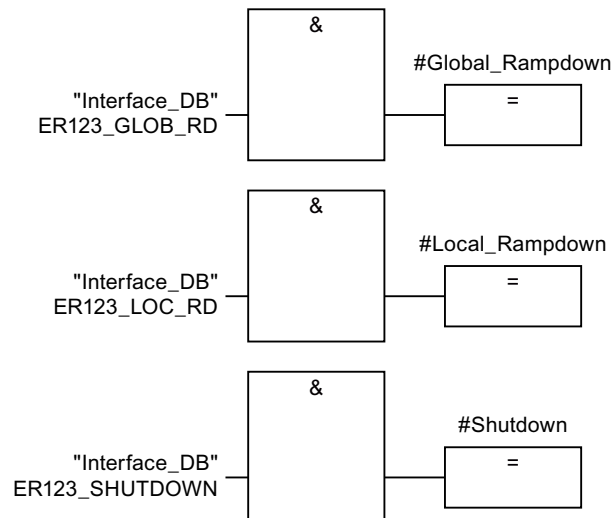 &
#Global_Rampdown
=
"Interface_DB"
ER123_GLOB_RD
&
#Local_Rampdown
=
"Interface_DB"
ER123_LOC_RD
&
#Shutdown
=
"Interface_DB"
ER123_SHUTDOWN